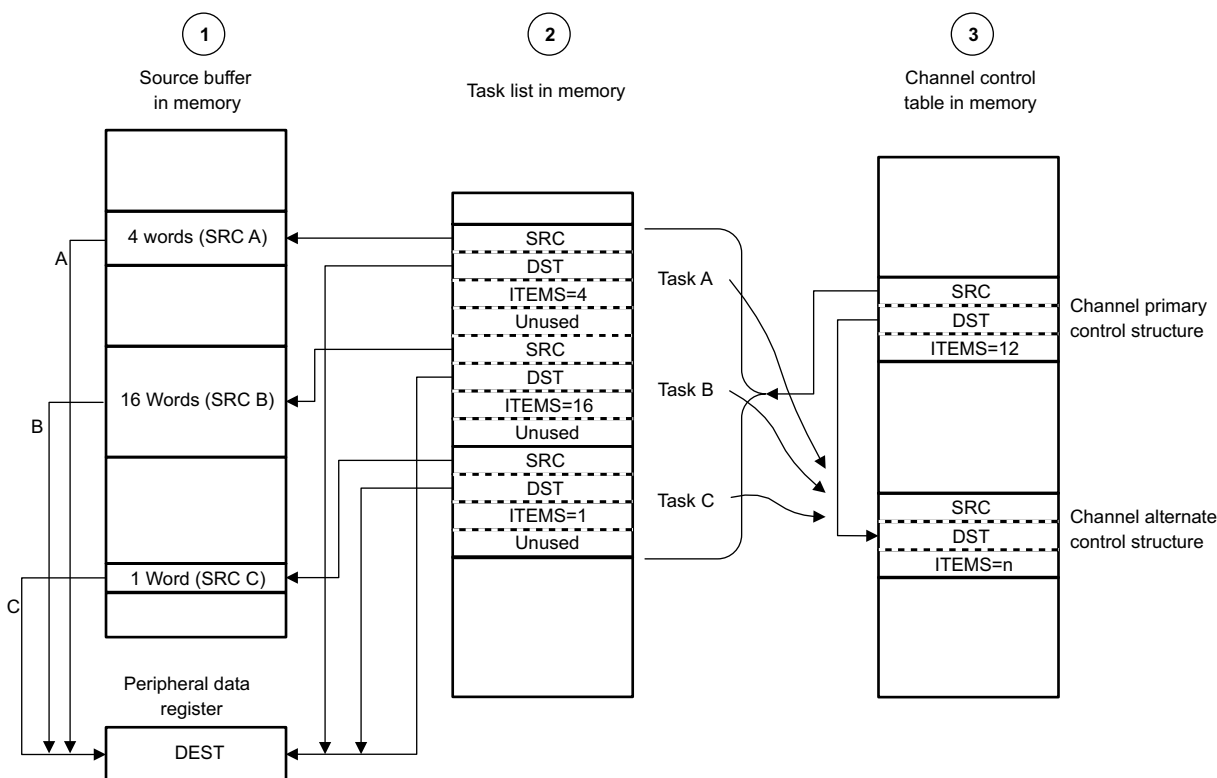 1
Source buffer
in memory
4 words (SRC A)
16 Words (SRC B)
1 Word (SRC C)
A
B
C
Peripheral data
register
DEST
2
Task list in memory
SRC
DST
ITEMS=4
Unused
SRC
DST
ITEMS=16
Unused
SRC
DST
ITEMS=1
Unused
Task A
Task B
Task C
3
Channel control
table in memory
SRC
DST
ITEMS=12
Channel primary
control structure
SRC
DST
ITEMS=n
Channel alternate
control structure